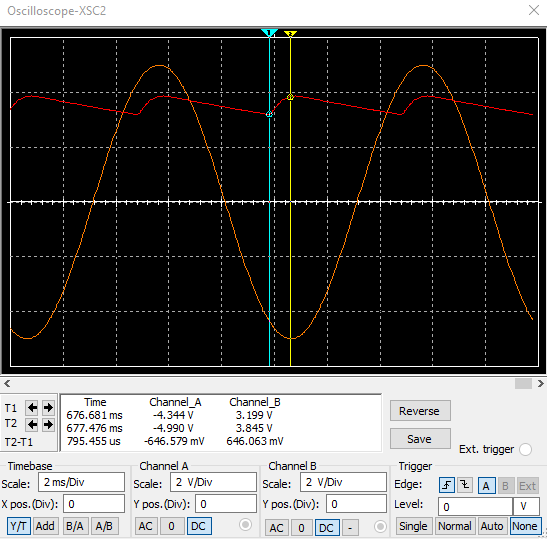 Oscilloscope-XSC2
1 2
Time Channel_A Channel_B
T1 676.681 ms -4.344 V 3.199 V
T2 677.476 ms -4.990 V 3.845 V
T2-T1 795.455 us -646.579 mV 646.063 mV
Reverse
Save
Ext. trigger
Timebase Channel A Channel B Trigger
Scale: 2 ms/Div Scale: 2 V/Div Scale: 2 V/Div Edge: A B Ext
X pos.(Div): 0 Y pos.(Div): 0 Y pos.(Div): 0 Level: 0 V
Y/T Add B/A A/B AC 0 DC AC 0 DC - Single Normal Auto None